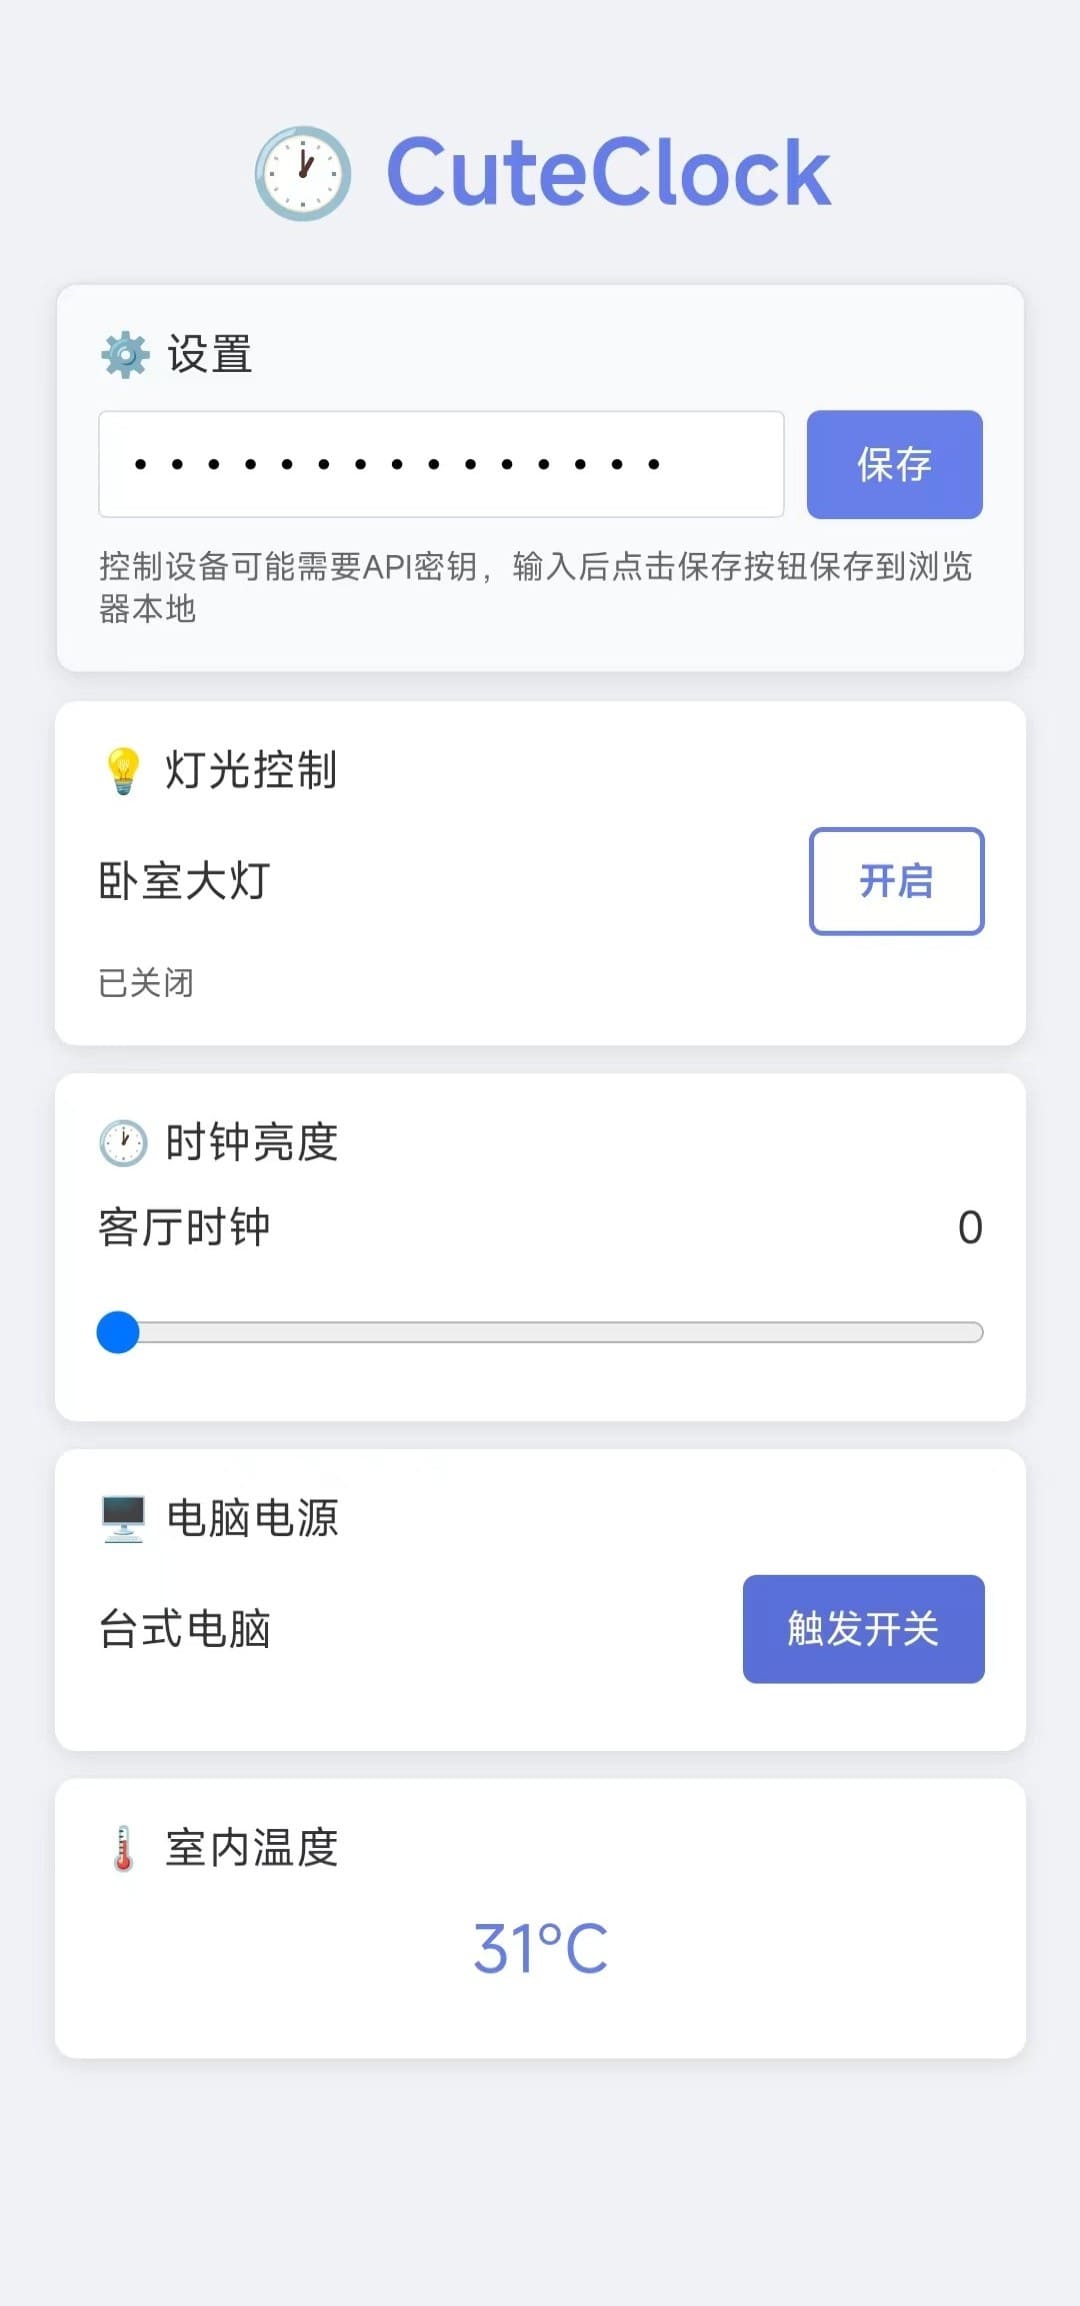 CuteClock
设置
保存
控制设备可能需要API密钥，输入后点击保存按钮保存到浏览
器本地
灯光控制
卧室大灯
开启
已关闭
时钟亮度
客厅时钟
0
电脑电源
台式电脑
触发开关
室内温度
31°C